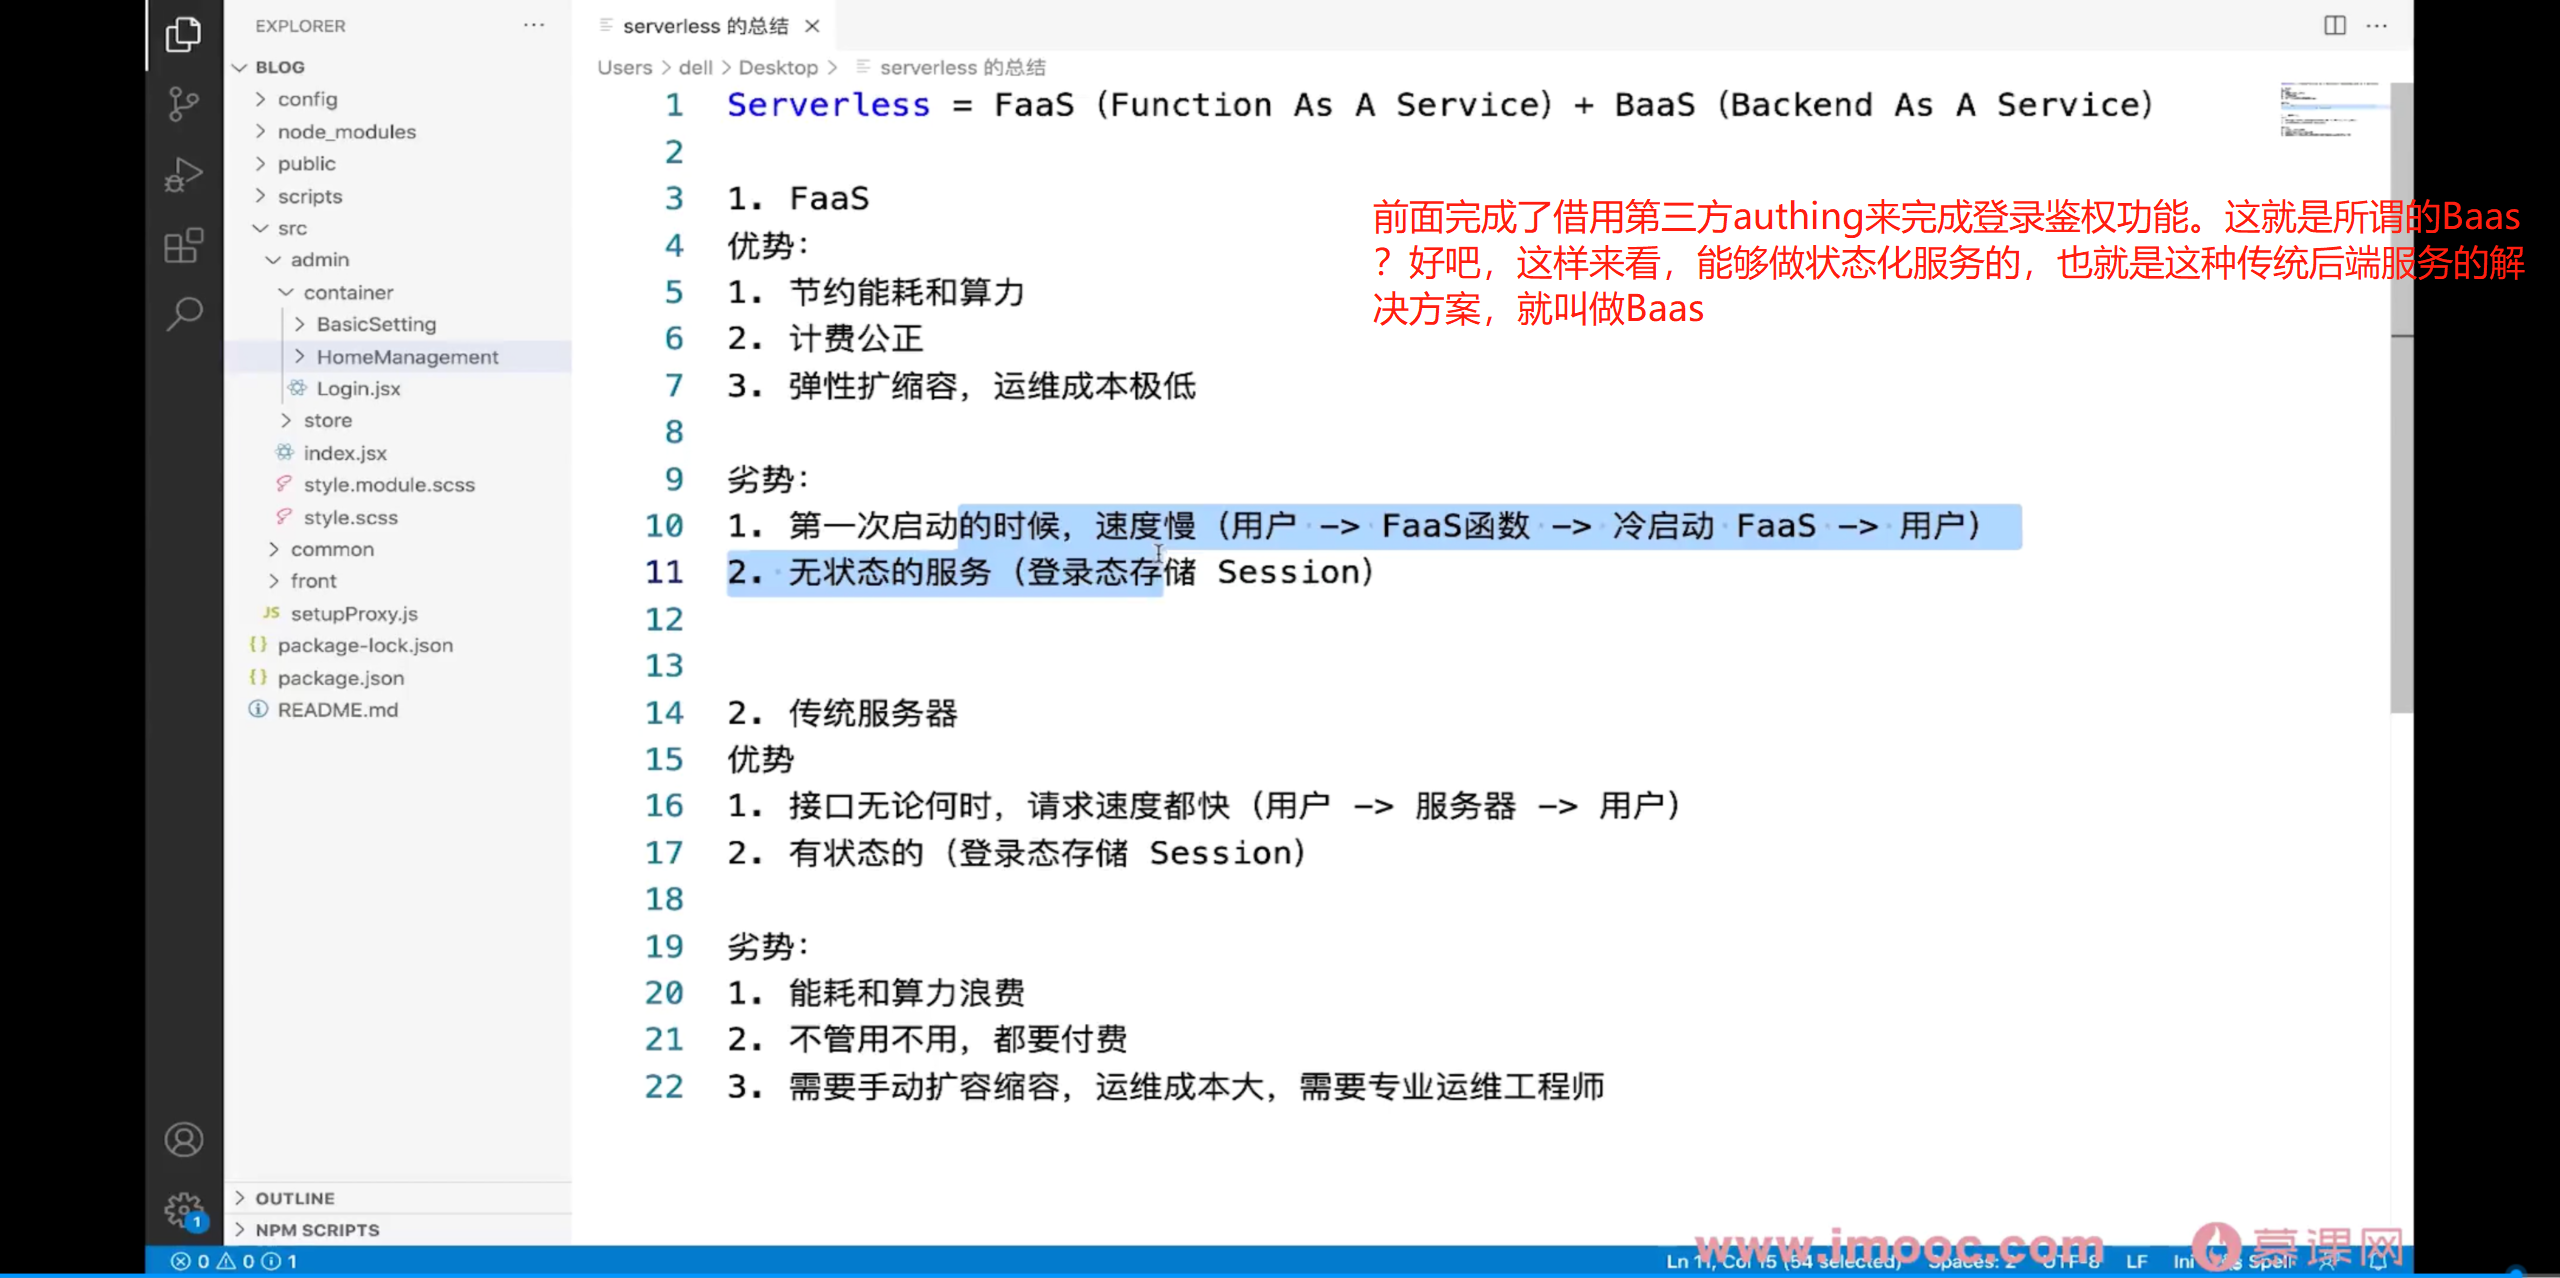 EXPLORER
BLOG
config
node_modules
public
scripts
src
admin
container
BasicSetting
HomeManagement
Login.jsx
store
index.jsx
style.module.scss
style.scss
common
front
JS setupProxy.js
{} package-lock.json
{} package.json
README.md
OUTLINE
NPM SCRIPTS
serverless 的总结
Users > dell > Desktop > serverless 的总结
1 Serverless = FaaS (Function As A Service) + BaaS (Backend As A Service)
2
3 1. FaaS
4 优势：
5 1. 节约能耗和算力
6 2. 计费公正
7 3. 弹性扩缩容，运维成本极低
8
9 劣势：
10 1. 第一次启动的时候，速度慢（用户 -> FaaS函数 -> 冷启动 FaaS -> 用户）
11 2. 无状态的服务（登录态存储 Session）
12
13
14 2. 传统服务器
15 优势
16 1. 接口无论何时，请求速度都快（用户 -> 服务器 -> 用户）
17 2. 有状态的（登录态存储 Session）
18
19 劣势：
20 1. 能耗和算力浪费
21 2. 不管用不用，都要付费
22 3. 需要手动扩容缩容，运维成本大，需要专业运维工程师
前面完成了借用第三方authing来完成登录鉴权功能。这就是所谓的Baas
？好吧，这样来看，能够做状态化服务的，也就是这种传统后端服务的解
决方案，就叫做Baas
1
0 0 1
Ln 11, Col 15 (54 selected) Spaces: 2 UTF-8 LF Spell
www.imooc.com 慕课网